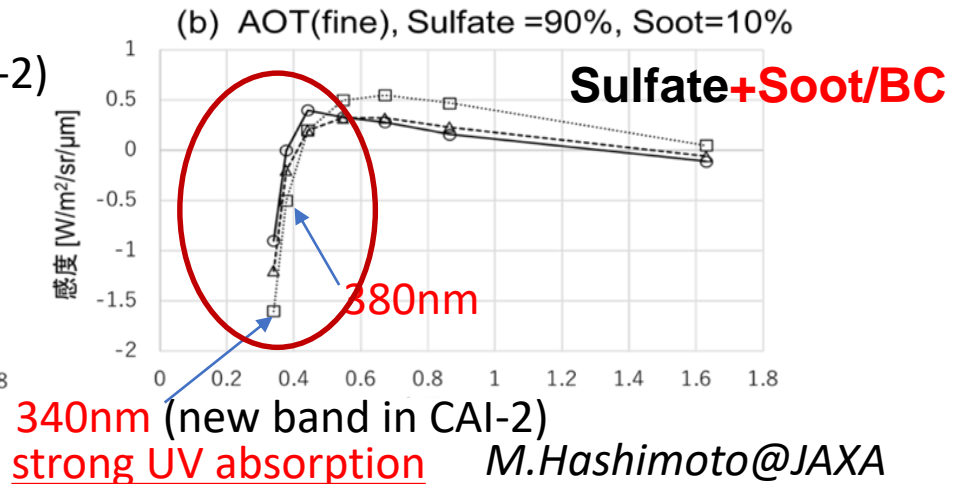 (b) AOT(fine), Sulfate =90%, Soot=10%
-2)
Sulfate+Soot/BC
感度 [W/m²/sr/μm]
1
0.5
0
-0.5
-1
-1.5
-2
380nm
8
0 0.2 0.4 0.6 0.8 1 1.2 1.4 1.6 1.8
340nm (new band in CAI-2)
strong UV absorption M.Hashimoto@JAXA